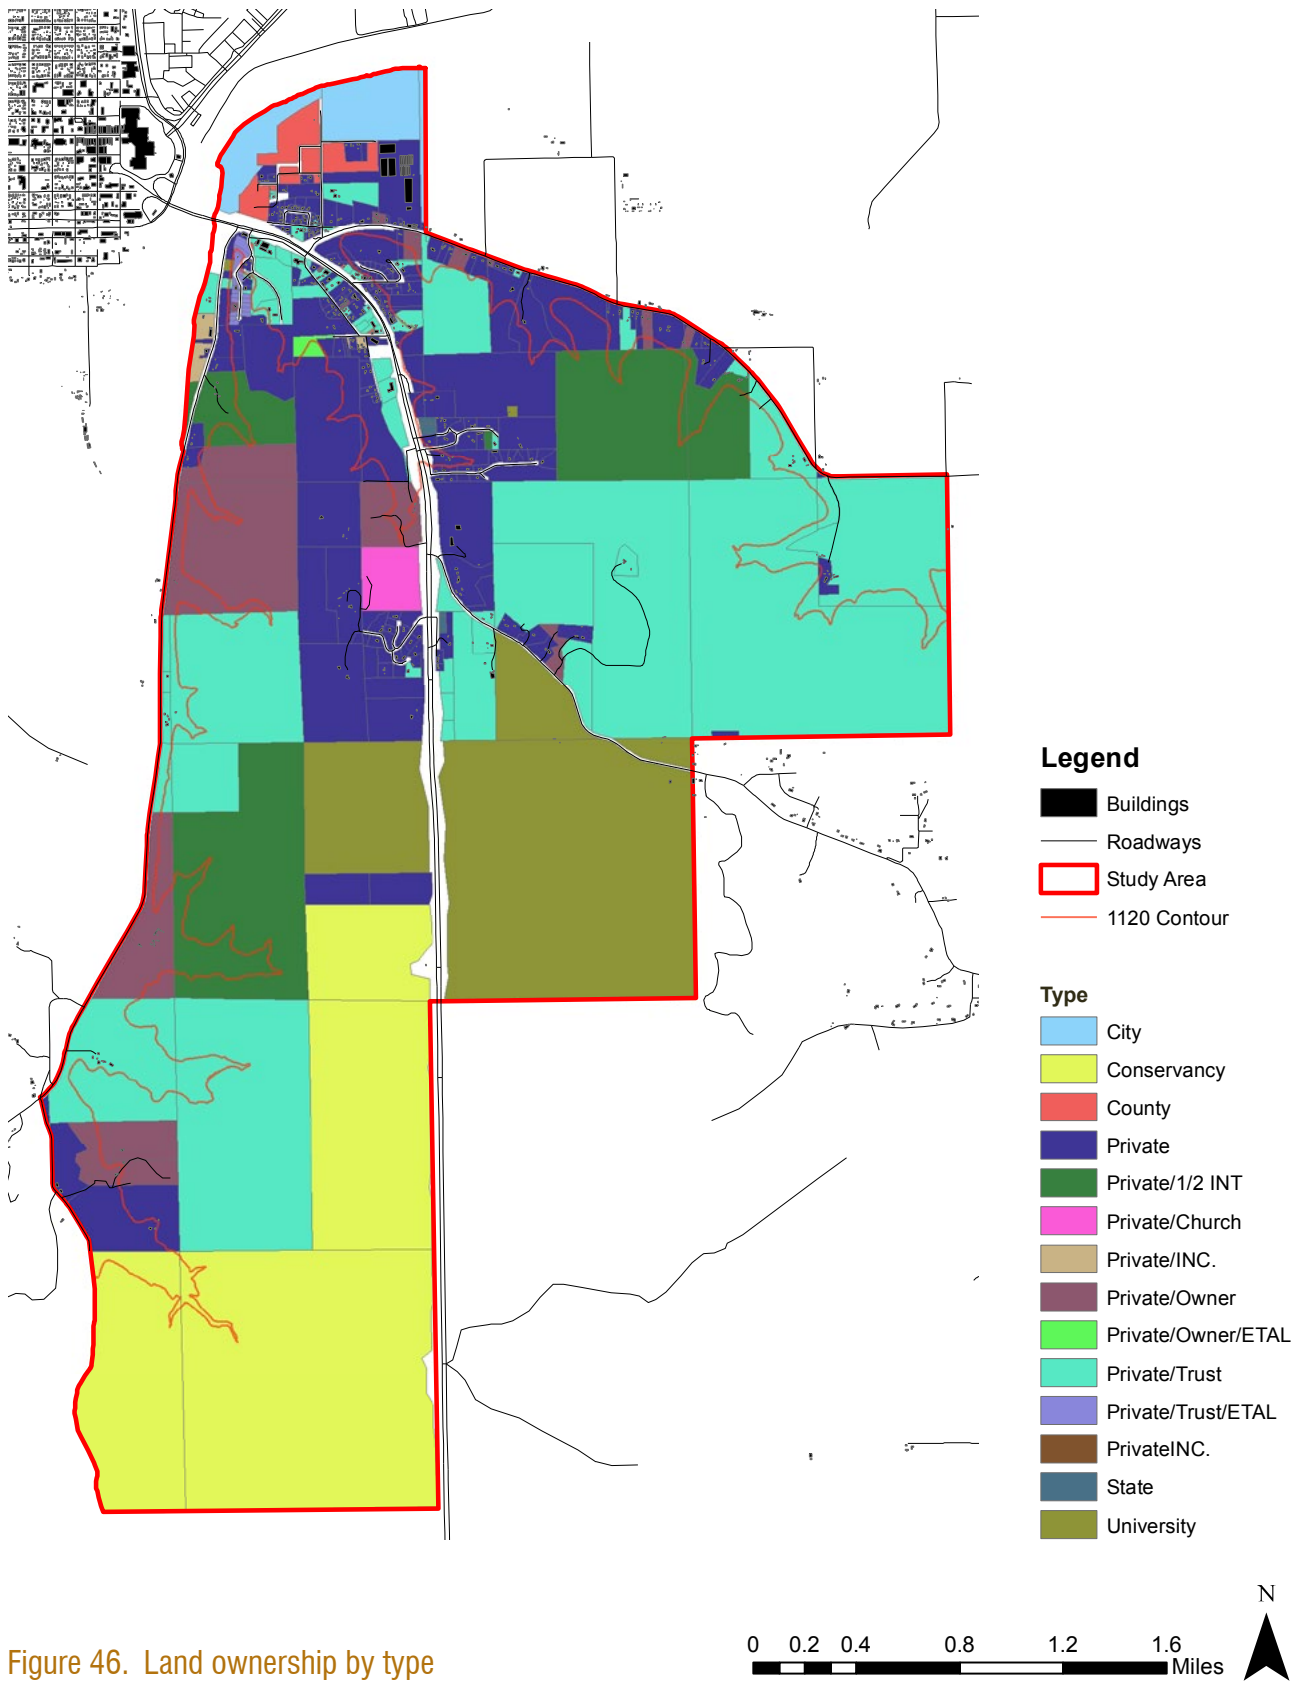 Legend
Buildings
Roadways
Study Area
1120 Contour
Type
City
Conservancy
County
Private
Private/1/2 INT
Private/Church
Private/INC.
Private/Owner
Private/Owner/ETAL
Private/Trust
Private/Trust/ETAL
PrivateINC.
State
University
N
0 0.2 0.4 0.8 1.2 1.6
Miles
Figure 46. Land ownership by type